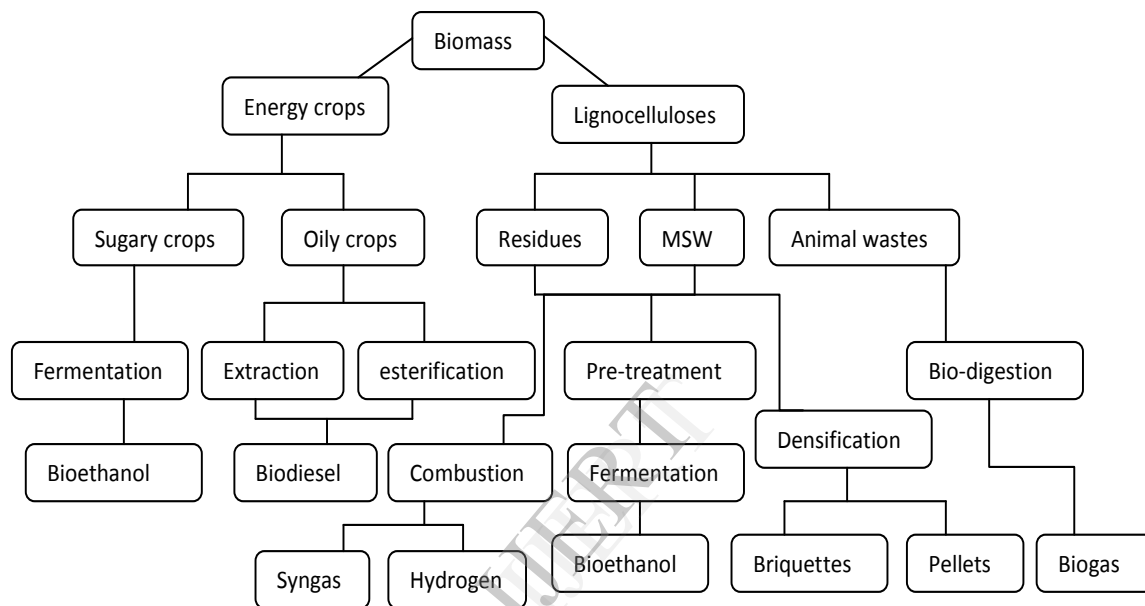 Biomass
Energy crops
Lignocelluloses
Sugary crops
Oily crops
Residues
MSW
Animal wastes
Fermentation
Extraction
esterification
Pre-treatment
Bio-digestion
Densification
Bioethanol
Biodiesel
Combustion
Fermentation
Syngas
Hydrogen
Bioethanol
Briquettes
Pellets
Biogas
IJERT